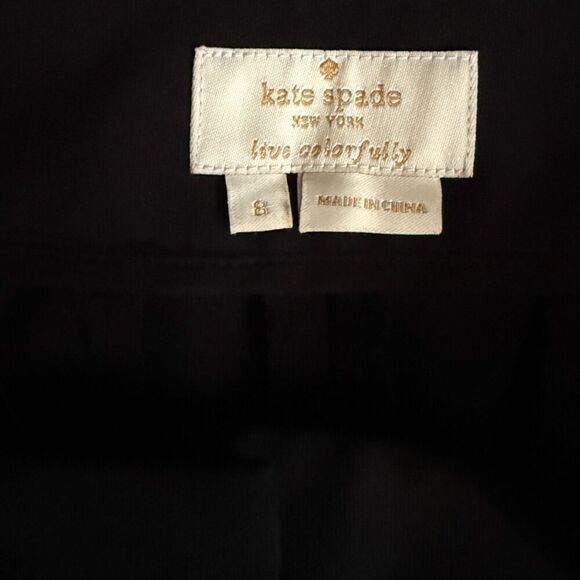 kate spade
NEW YORK
live colorfully
8
MADE IN CHINA